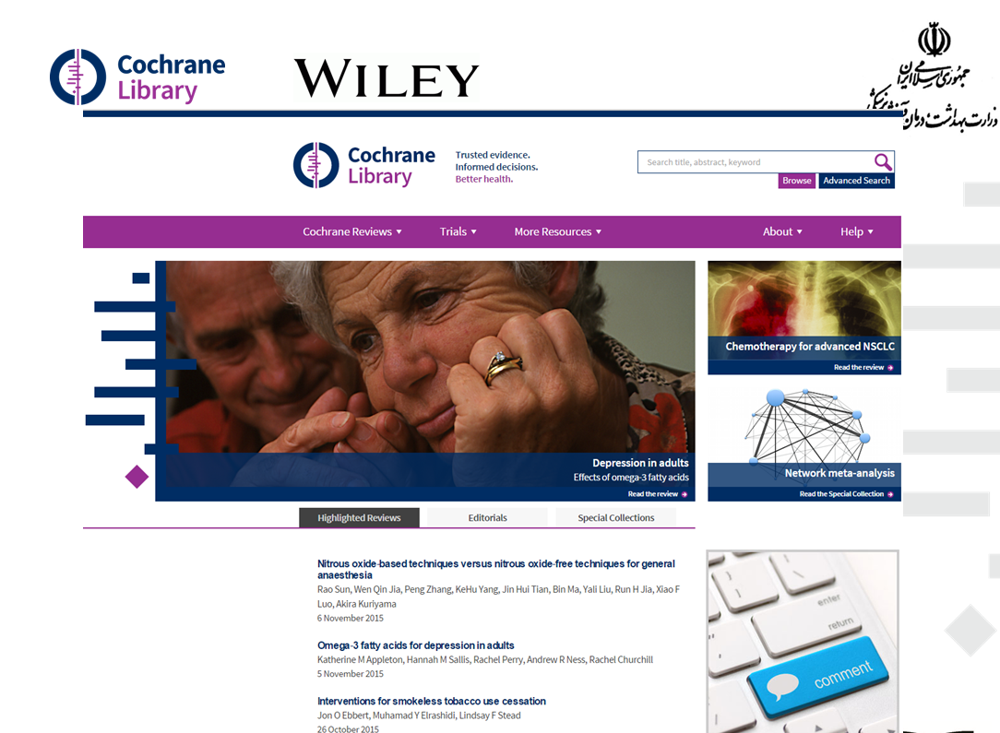 Cochrane
Library
WILEY
جمهوری اسلامی ایران
وزارت بهداشت، درمان و آموزش پزشکی
Cochrane
Library
Trusted evidence.
Informed decisions.
Better health.
Search title, abstract, keyword
Browse
Advanced Search
Cochrane Reviews
Trials
More Resources
About
Help
Depression in adults
Effects of omega-3 fatty acids
Read the review
Chemotherapy for advanced NSCLC
Read the review
Network meta-analysis
Read the Special Collection
Highlighted Reviews
Editorials
Special Collections
Nitrous oxide-based techniques versus nitrous oxide-free techniques for general
anaesthesia
Rao Sun, Wen Qin Jia, Peng Zhang, KeHu Yang, Jin Hui Tian, Bin Ma, Yali Liu, Run H Jia, Xiao F
Luo, Akira Kuriyama
6 November 2015
Omega-3 fatty acids for depression in adults
Katherine M Appleton, Hannah M Sallis, Rachel Perry, Andrew R Ness, Rachel Churchill
5 November 2015
Interventions for smokeless tobacco use cessation
Jon O Ebbert, Muhamad Y Elrashidi, Lindsay F Stead
26 October 2015
enter
return
comment